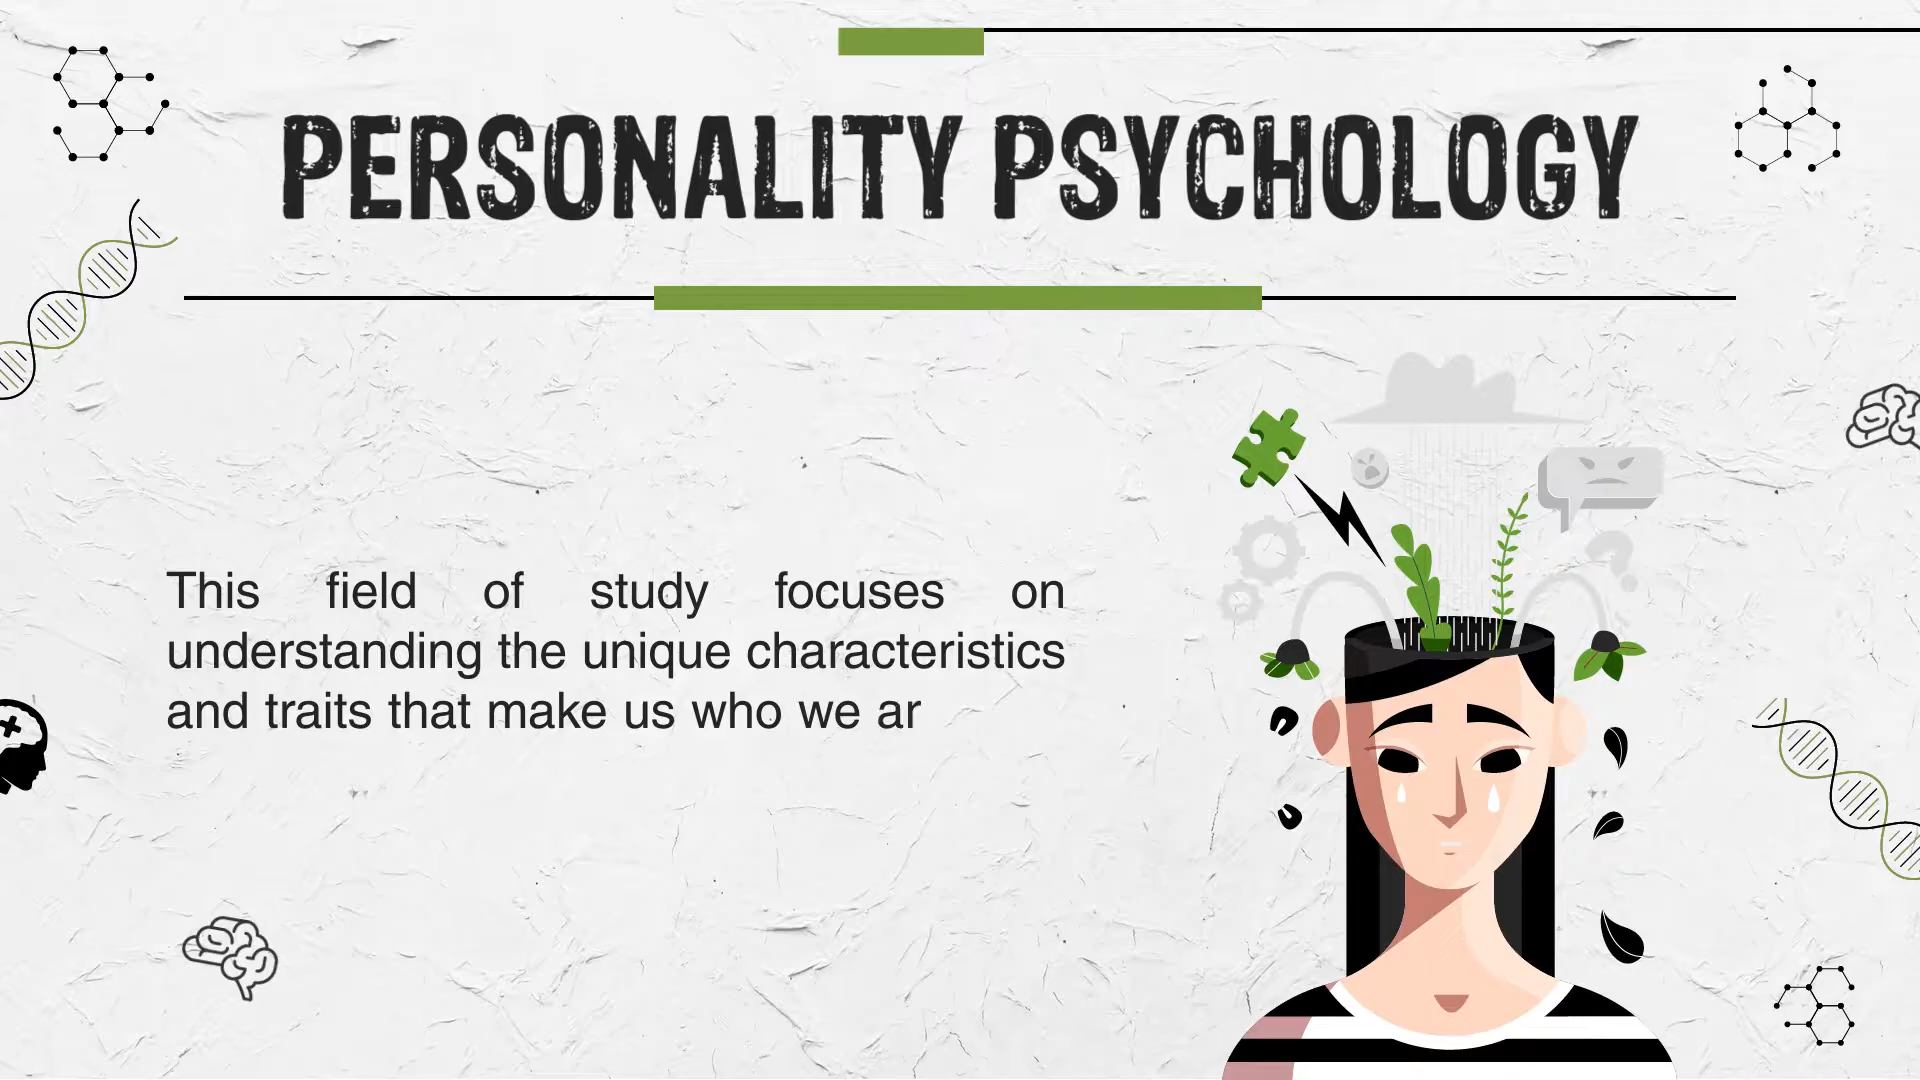 PERSONALITY PSYCHOLOGY
This field of study focuses on
understanding the unique characteristics
and traits that make us who we ar